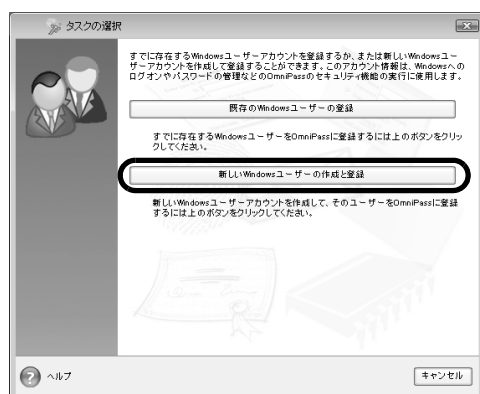 タスクの選択
すでに存在するWindowsユーザーアカウントを登録するか、または新しいWindowsユー
ザーアカウントを作成して登録することができます。このアカウント情報は、Windowsへの
ログオンやパスワードの管理などのOmniPassのセキュリティ機能の実行に使用します。
既存のWindowsユーザーの登録
すでに存在するWindowsユーザーをOmniPassに登録するには上のボタンをクリッ
クしてください。
新しいWindowsユーザーの作成と登録
新しいWindowsユーザーアカウントを作成して、そのユーザーをOmniPassに登録
するには上のボタンをクリックしてください。
ヘルプ
キャンセル